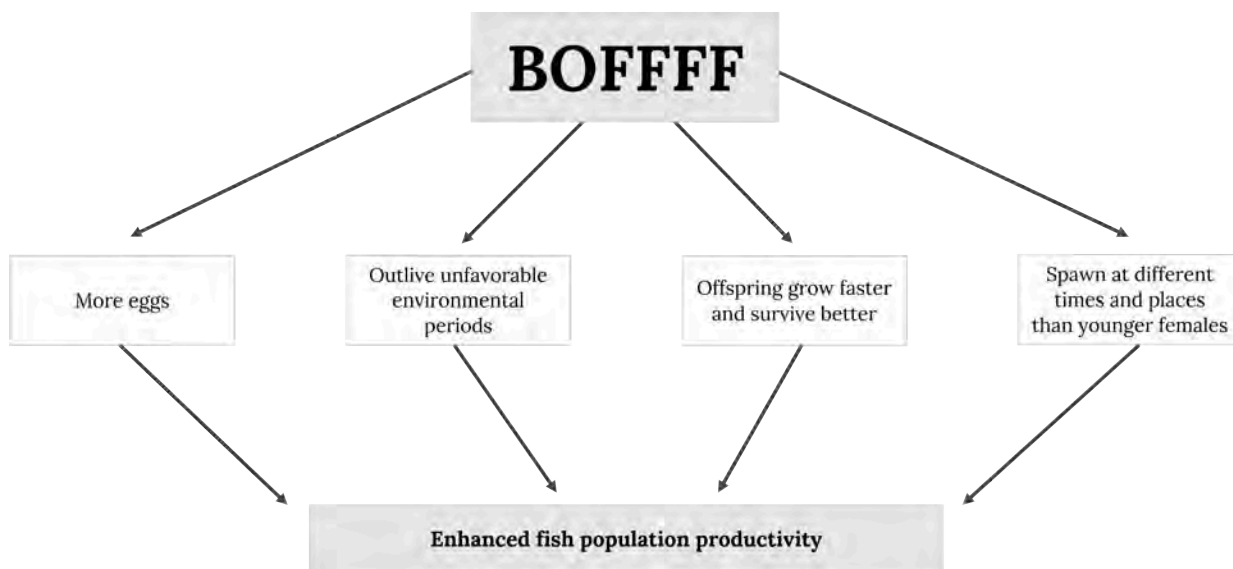 BOFFFF
More eggs
Outlive unfavorable
environmental
periods
Offspring grow faster
and survive better
Spawn at different
times and places
than younger females
Enhanced fish population productivity